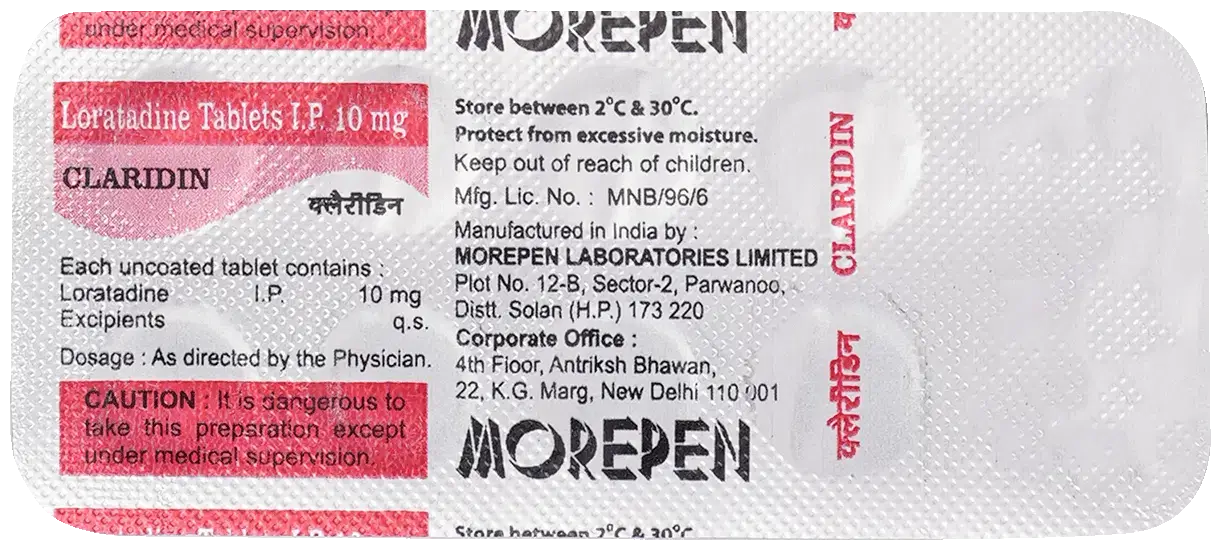 under medical supervision.
Loratadine Tablets I.P. 10 mg
CLARIDIN
क्लैरीडिन
Each uncoated tablet contains :
Loratadine I.P. 10 mg
Excipients q.s.
Dosage : As directed by the Physician.
CAUTION : It is dangerous to
take this preparation except
under medical supervision.
MOREPEN
Store between 2°C & 30°C.
Protect from excessive moisture.
Keep out of reach of children.
Mfg. Lic. No. : MNB/96/6
Manufactured in India by :
MOREPEN LABORATORIES LIMITED
Plot No. 12-B, Sector-2, Parwanoo,
Distt. Solan (H.P.) 173 220
Corporate Office :
4th Floor, Antriksh Bhawan,
22, K.G. Marg, New Delhi 110 001
MOREPEN
Store between 2°C & 30°C.
CLARIDIN
क्लैरीडिन